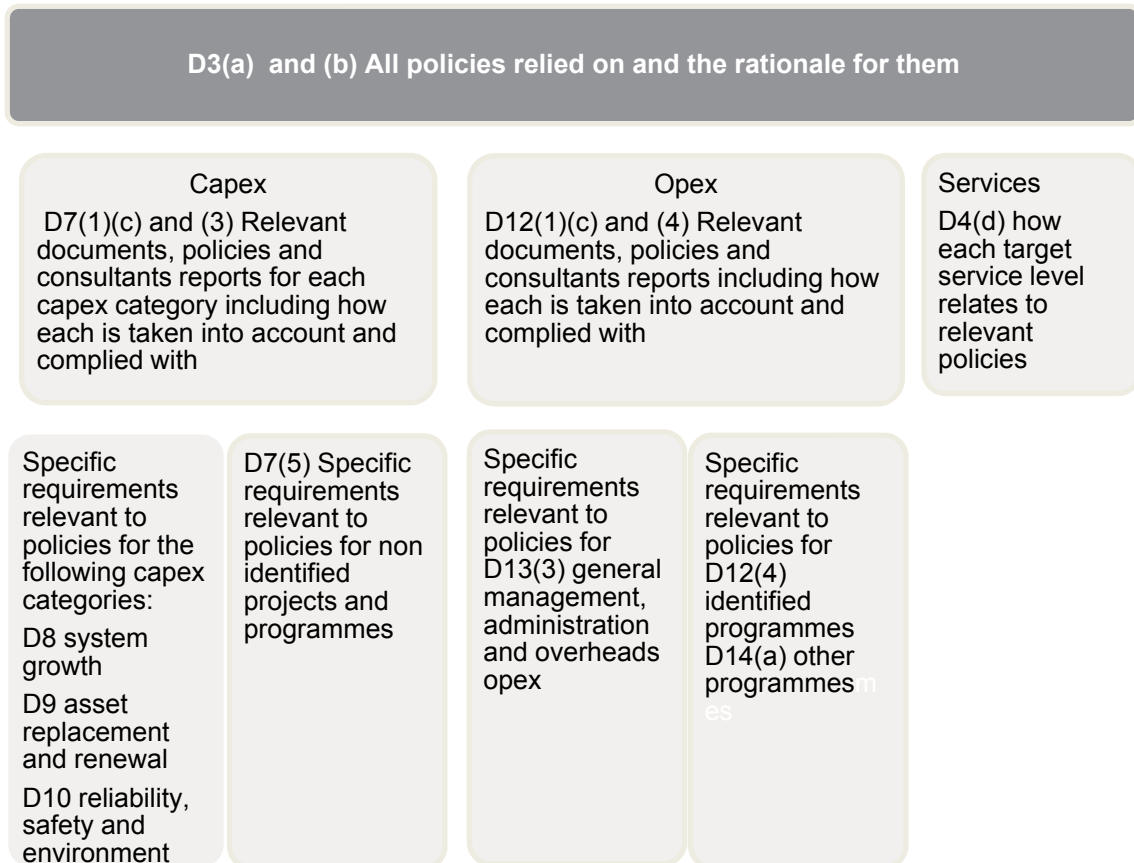 D3(a) and (b) All policies relied on and the rationale for them
Capex
D7(1)(c) and (3) Relevant
documents, policies and
consultants reports for each
capex category including how
each is taken into account and
complied with
Opex
D12(1)(c) and (4) Relevant
documents, policies and
consultants reports including how
each is taken into account and
complied with
Services
D4(d) how
each target
service level
relates to
relevant
policies
Specific
requirements
relevant to
policies for the
following capex
categories:
D8 system
growth
D9 asset
replacement
and renewal
D10 reliability,
safety and
environment
D7(5) Specific
requirements
relevant to
policies for non
identified
projects and
programmes
Specific
requirements
relevant to
policies for
D13(3) general
management,
administration
and overheads
opex
Specific
requirements
relevant to
policies for
D12(4)
identified
programmes
D14(a) other
programmesm
es